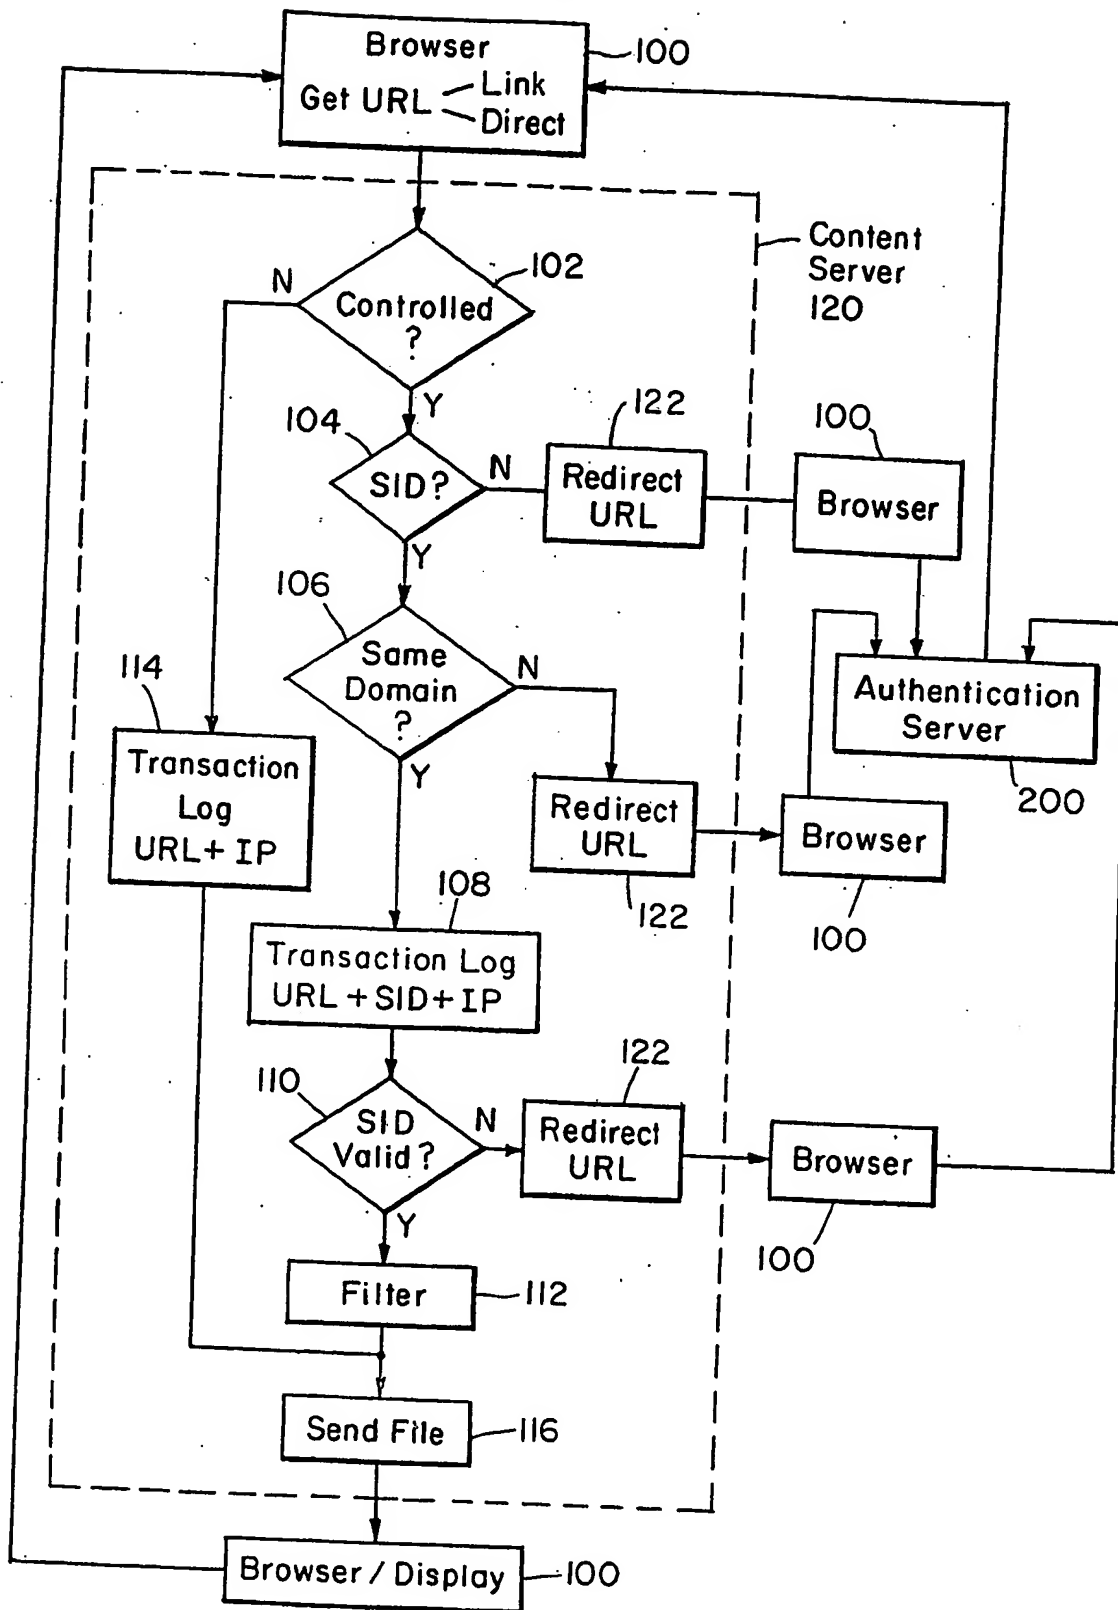 Browser
100
Get URL
Link
Direct
Content
Server
120
102
N
Controlled
?
Y
104
SID?
N
122
Redirect
URL
100
Browser
Y
106
Same
Domain
?
N
114
Transaction
Log
URL+ IP
Authentication
Server
200
Y
Redirect
URL
122
Browser
100
108
Transaction Log
URL+SID+IP
110
SID
Valid?
N
122
Redirect
URL
Browser
100
Y
Filter
112
Send File
116
Browser / Display
100